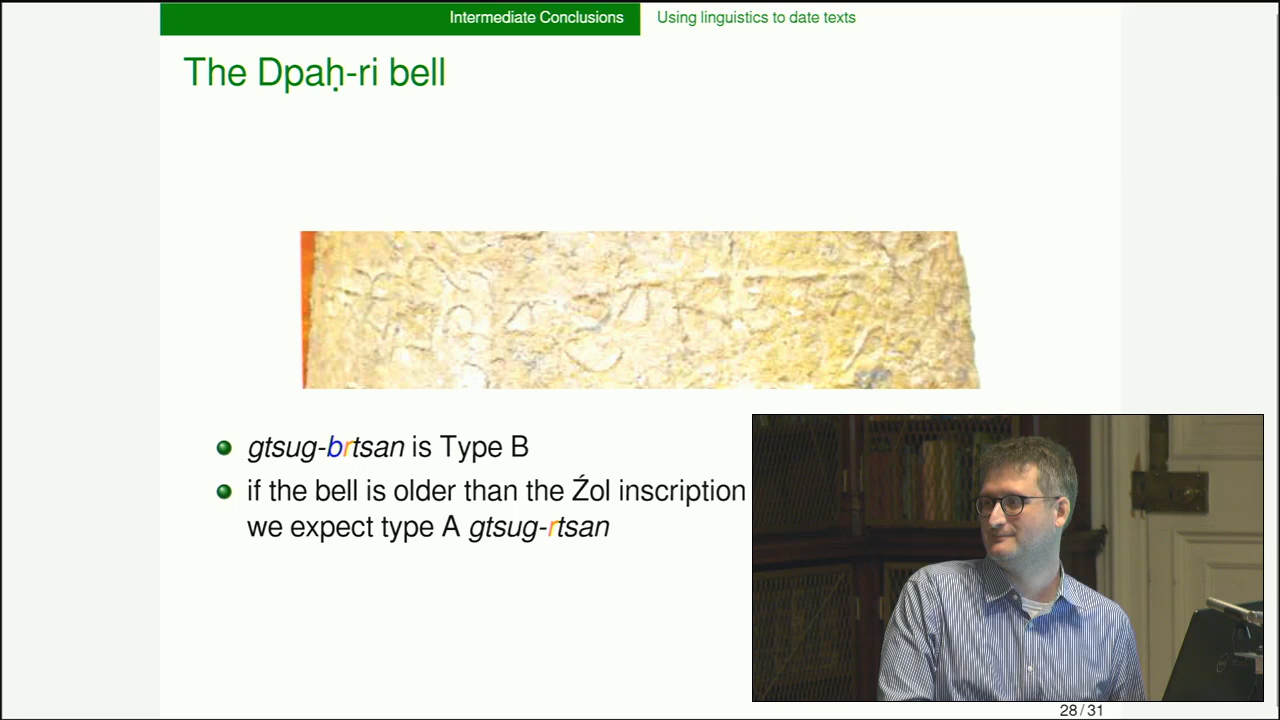 Intermediate Conclusions
Using linguistics to date texts
The Dpaḥ-ri bell
gtsug-brtsan is Type B
if the bell is older than the Źol inscription
we expect type A gtsug-rtsan
28 / 31